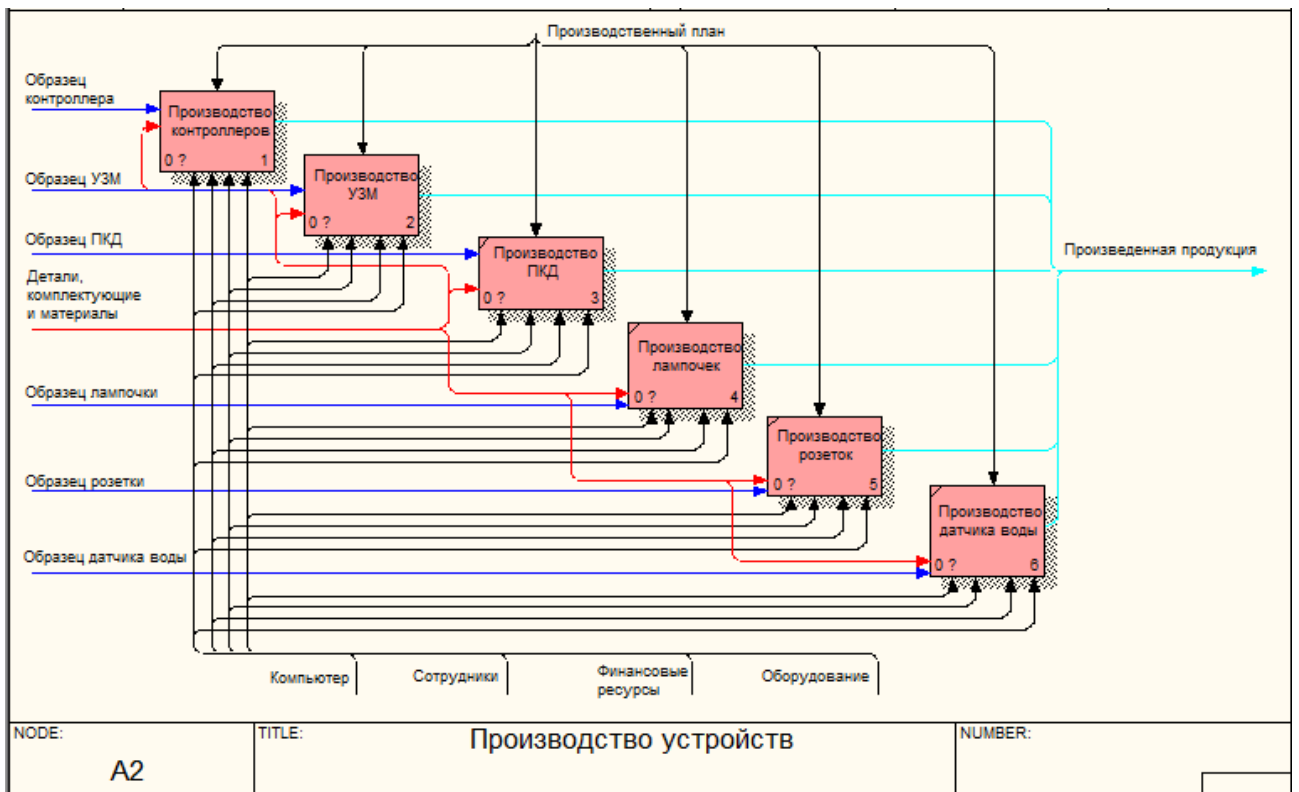 Производственный план
Образец
контроллера
Производство
контроллеров
0 ?
1
Образец УЗМ
Производство
УЗМ
0 ?
2
Образец ПКД
Производство
ПКД
0 ?
3
Произведенная продукция
Детали,
комплектующие
и материалы
Производство
лампочек
0 ?
4
Образец лампочки
Производство
розеток
0 ?
5
Образец розетки
Производство
датчика воды
0 ?
6
Образец датчика воды
Компьютер
Сотрудники
Финансовые
ресурсы
Оборудование
NODE:
A2
TITLE:
Производство устройств
NUMBER: